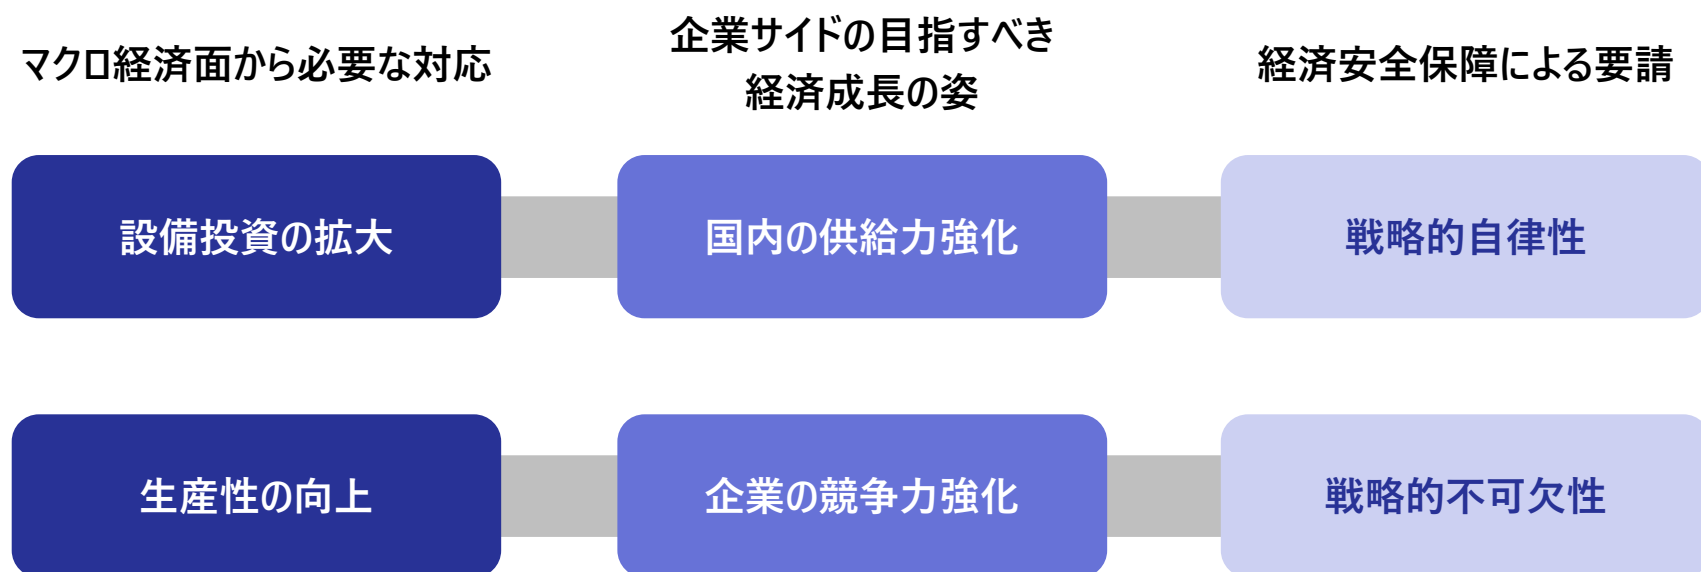 マクロ経済面から必要な対応
企業サイドの目指すべき
経済成長の姿
経済安全保障による要請
設備投資の拡大
国内の供給力強化
戦略的自律性
生産性の向上
企業の競争力強化
戦略的不可欠性